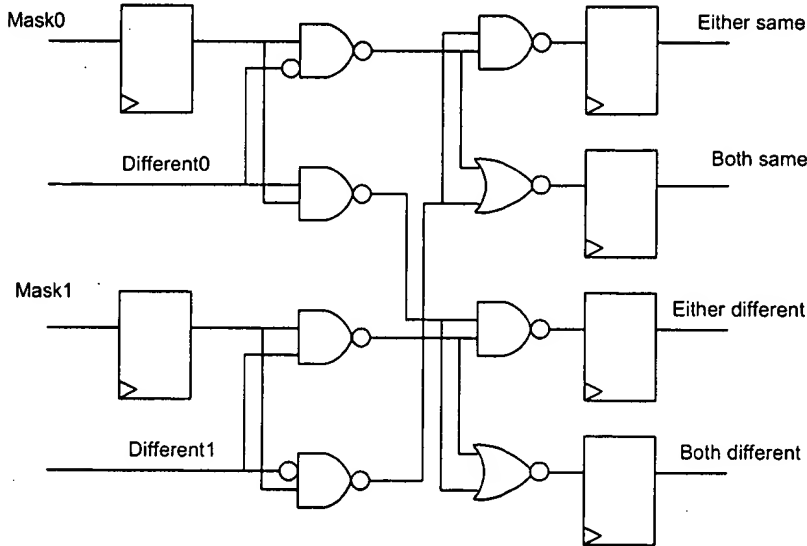 Mask0
Either same
Different0
Both same
Mask1
Either different
Different1
Both different